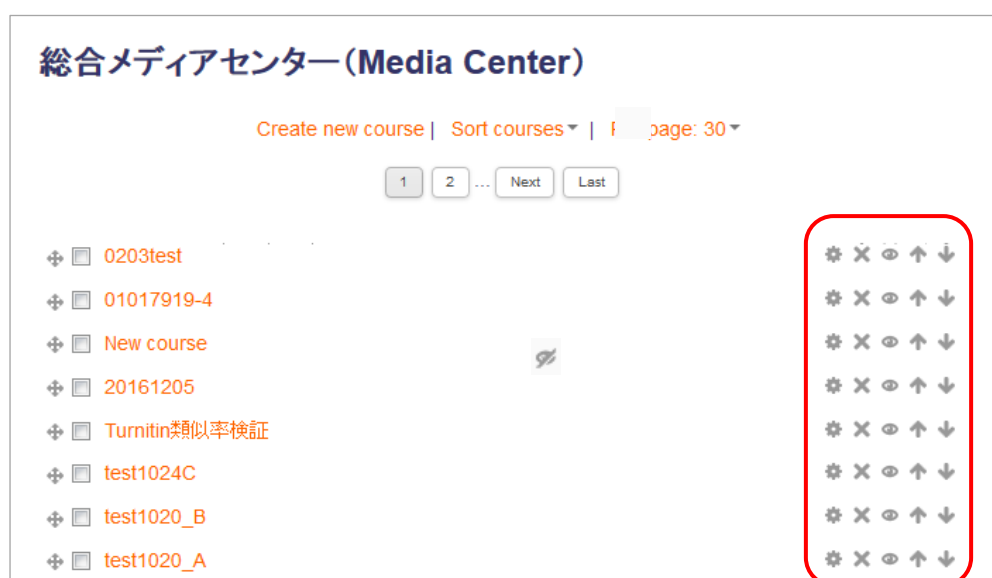 総合メディアセンター（Media Center）
Create new course | Sort courses | page: 30
1 2 ... Next Last
0203test
01017919-4
New course
20161205
Turnitin類似率検証
test1024C
test1020_B
test1020_A